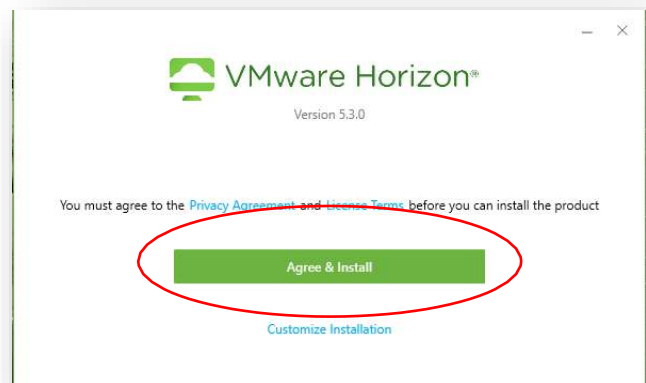 VMware Horizon®
Version 5.3.0
You must agree to the Privacy Agreement and License Terms before you can install the product
Agree & Install
Customize Installation